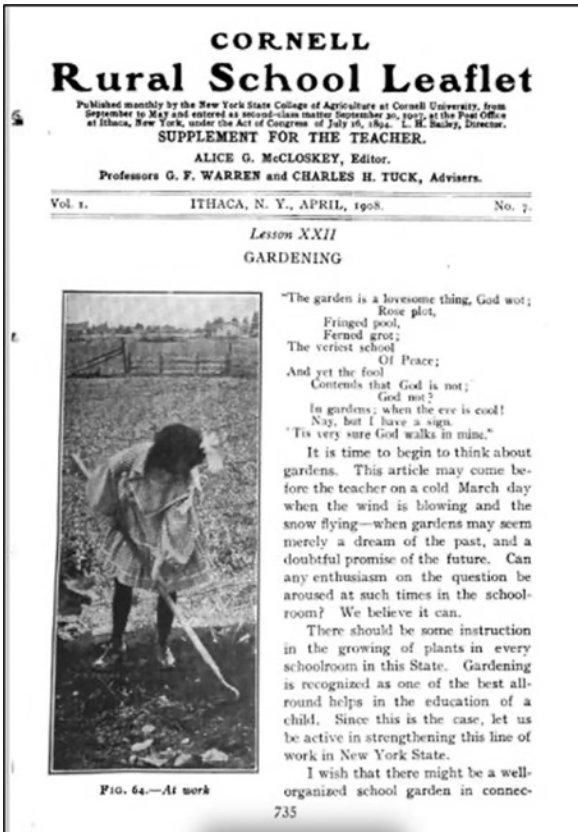 CORNELL
Rural School Leaflet
Published monthly by the New York State College of Agriculture at Cornell University, from
September to May and entered as second-class matter September 30, 1907, at the Post Office
at Ithaca, New York, under the Act of Congress of July 16, 1894. L. H. Bailey, Director.
SUPPLEMENT FOR THE TEACHER.
ALICE G. McCLOSKEY, Editor.
Professors G. F. WARREN and CHARLES H. TUCK, Advisers.
Vol. 1. ITHACA, N. Y., APRIL, 1908. No. 7.
Lesson XXII
GARDENING
"The garden is a lovesome thing, God wot;
Rose plot,
Fringed pool,
Ferned grot;
The veriest school
Of Peace;
And yet the fool
Contends that God is not;
God not?
In gardens; when the eve is cool!
Nay, but I have a sign.
'Tis very sure God walks in mine."
It is time to begin to think about
gardens. This article may come be-
fore the teacher on a cold March day
when the wind is blowing and the
snow flying—when gardens may seem
merely a dream of the past, and a
doubtful promise of the future. Can
any enthusiasm on the question be
aroused at such times in the school-
room? We believe it can.
There should be some instruction
in the growing of plants in every
schoolroom in this State. Gardening
is recognized as one of the best all-
round helps in the education of a
child. Since this is the case, let us
be active in strengthening this line of
work in New York State.
I wish that there might be a well-
organized school garden in connec-
FIG. 64.—At work
735